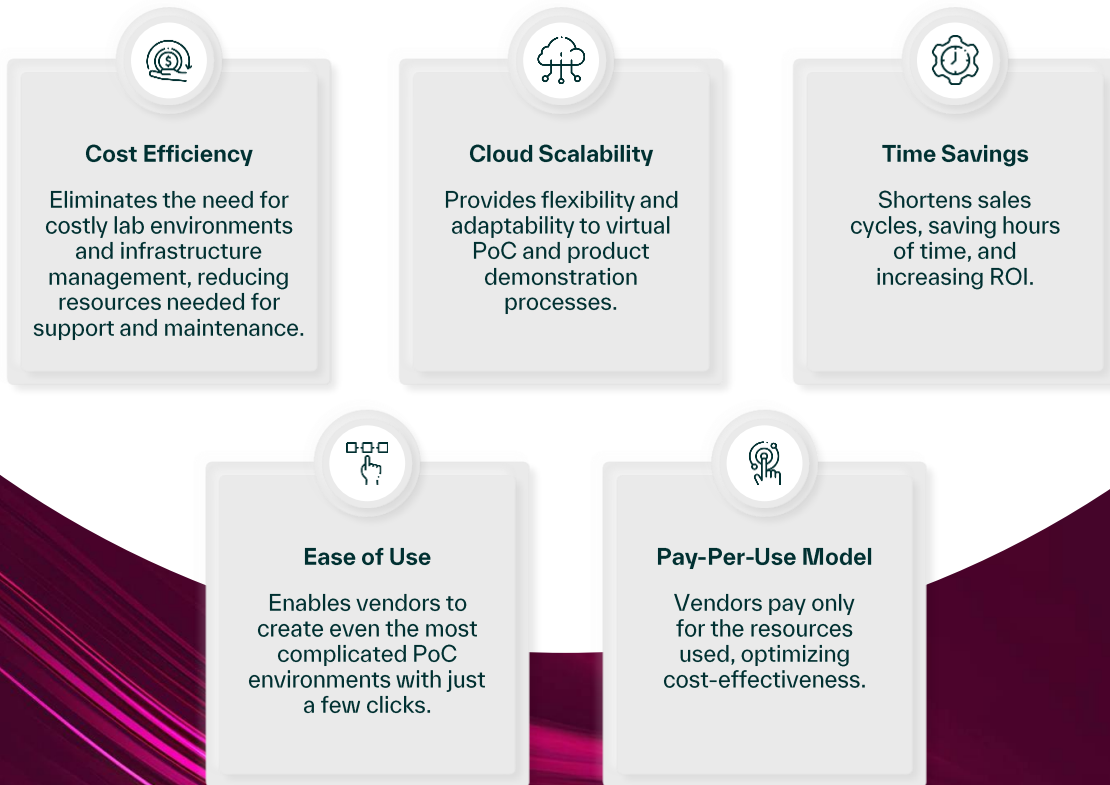 Cost Efficiency
Eliminates the need for
costly lab environments
and infrastructure
management, reducing
resources needed for
support and maintenance.
Cloud Scalability
Provides flexibility and
adaptability to virtual
PoC and product
demonstration
processes.
Time Savings
Shortens sales
cycles, saving hours
of time, and
increasing ROI.
Ease of Use
Enables vendors to
create even the most
complicated PoC
environments with just
a few clicks.
Pay-Per-Use Model
Vendors pay only
for the resources
used, optimizing
cost-effectiveness.